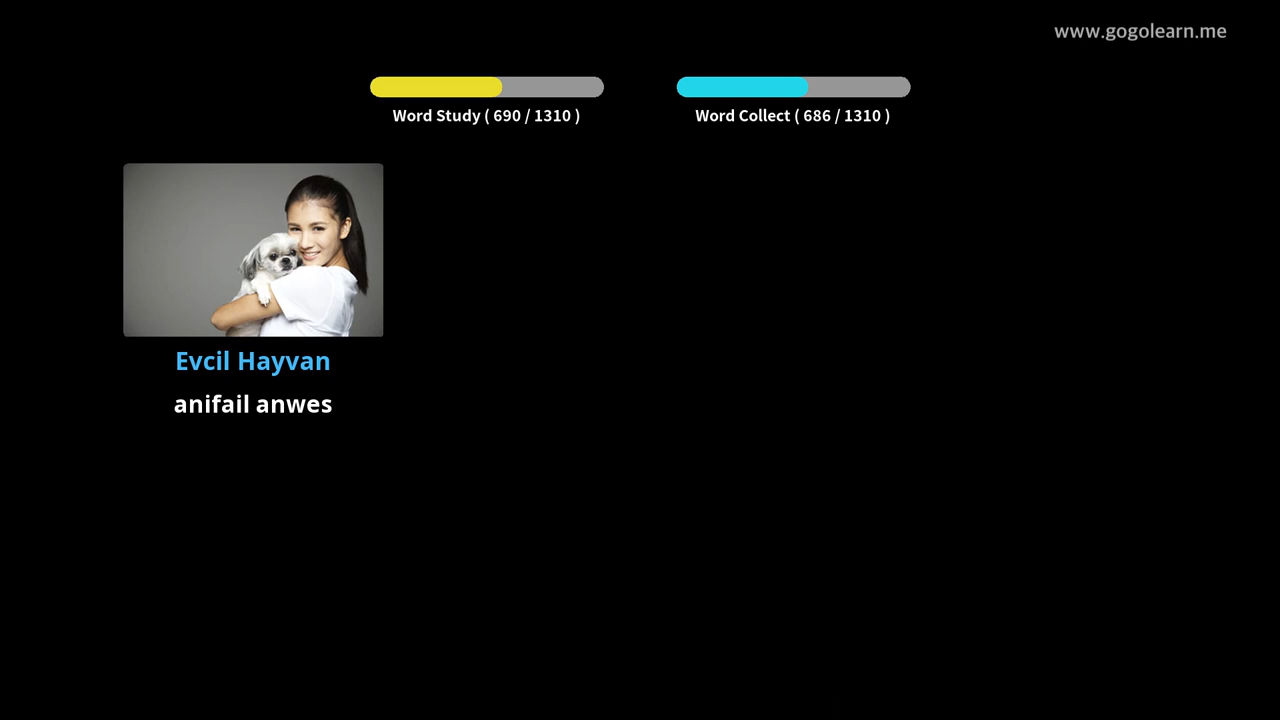 www.gogolearn.me
Word Study ( 690 / 1310 )
Word Collect ( 686 / 1310 )
Evcil Hayvan
anifail anwes